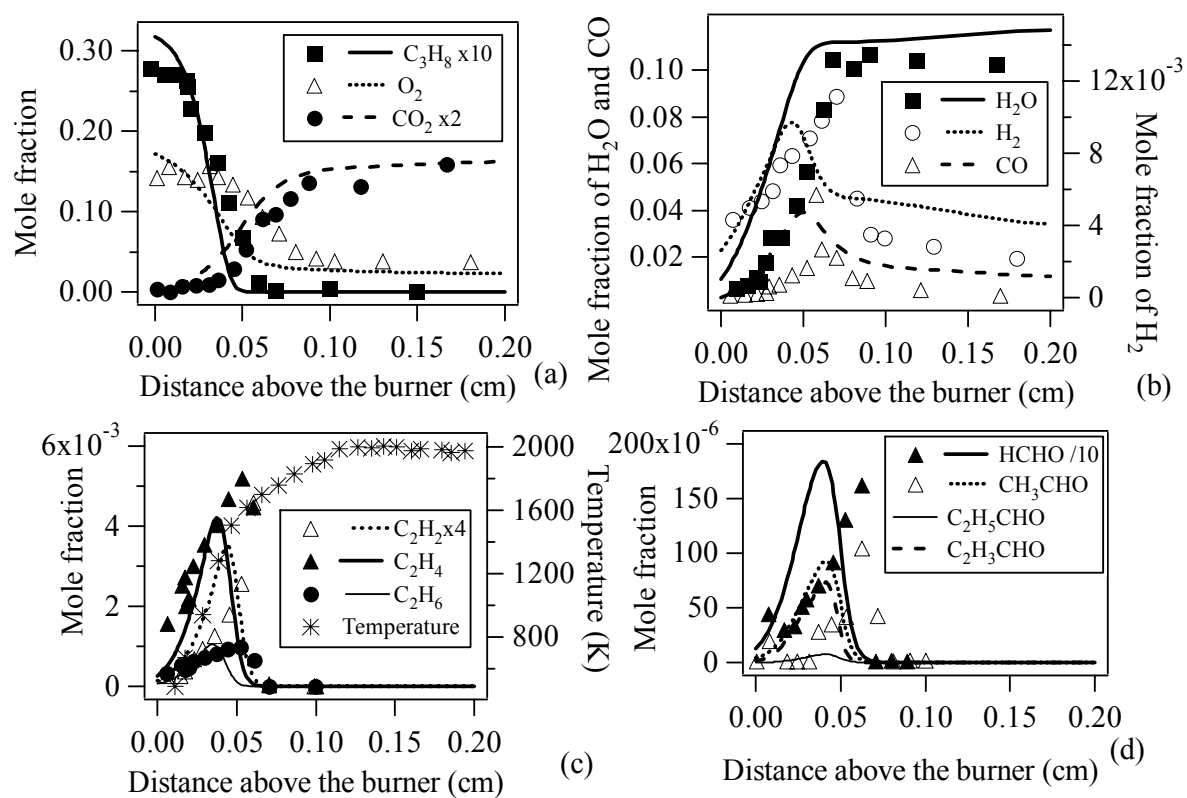 Mole fraction
0.30
0.20
0.10
0.00
C3H8 x10
O2
CO2 x2
0.00 0.05 0.10 0.15 0.20
Distance above the burner (cm)
(a)
Mole fraction of H2O and CO
0.10
0.08
0.06
0.04
0.02
12x10-3
8
4
0
Mole fraction of H2
H2O
H2
CO
0.00 0.05 0.10 0.15 0.20
Distance above the burner (cm)
(b)
Mole fraction
6x10-3
4
2
0
2000
1600
1200
800
Temperature (K)
C2H2x4
C2H4
C2H6
Temperature
0.00 0.05 0.10 0.15 0.20
Distance above the burner (cm)
(c)
Mole fraction
200x10-6
150
100
50
0
HCHO /10
CH3CHO
C2H5CHO
C2H3CHO
0.00 0.05 0.10 0.15 0.20
Distance above the burner (cm)
(d)